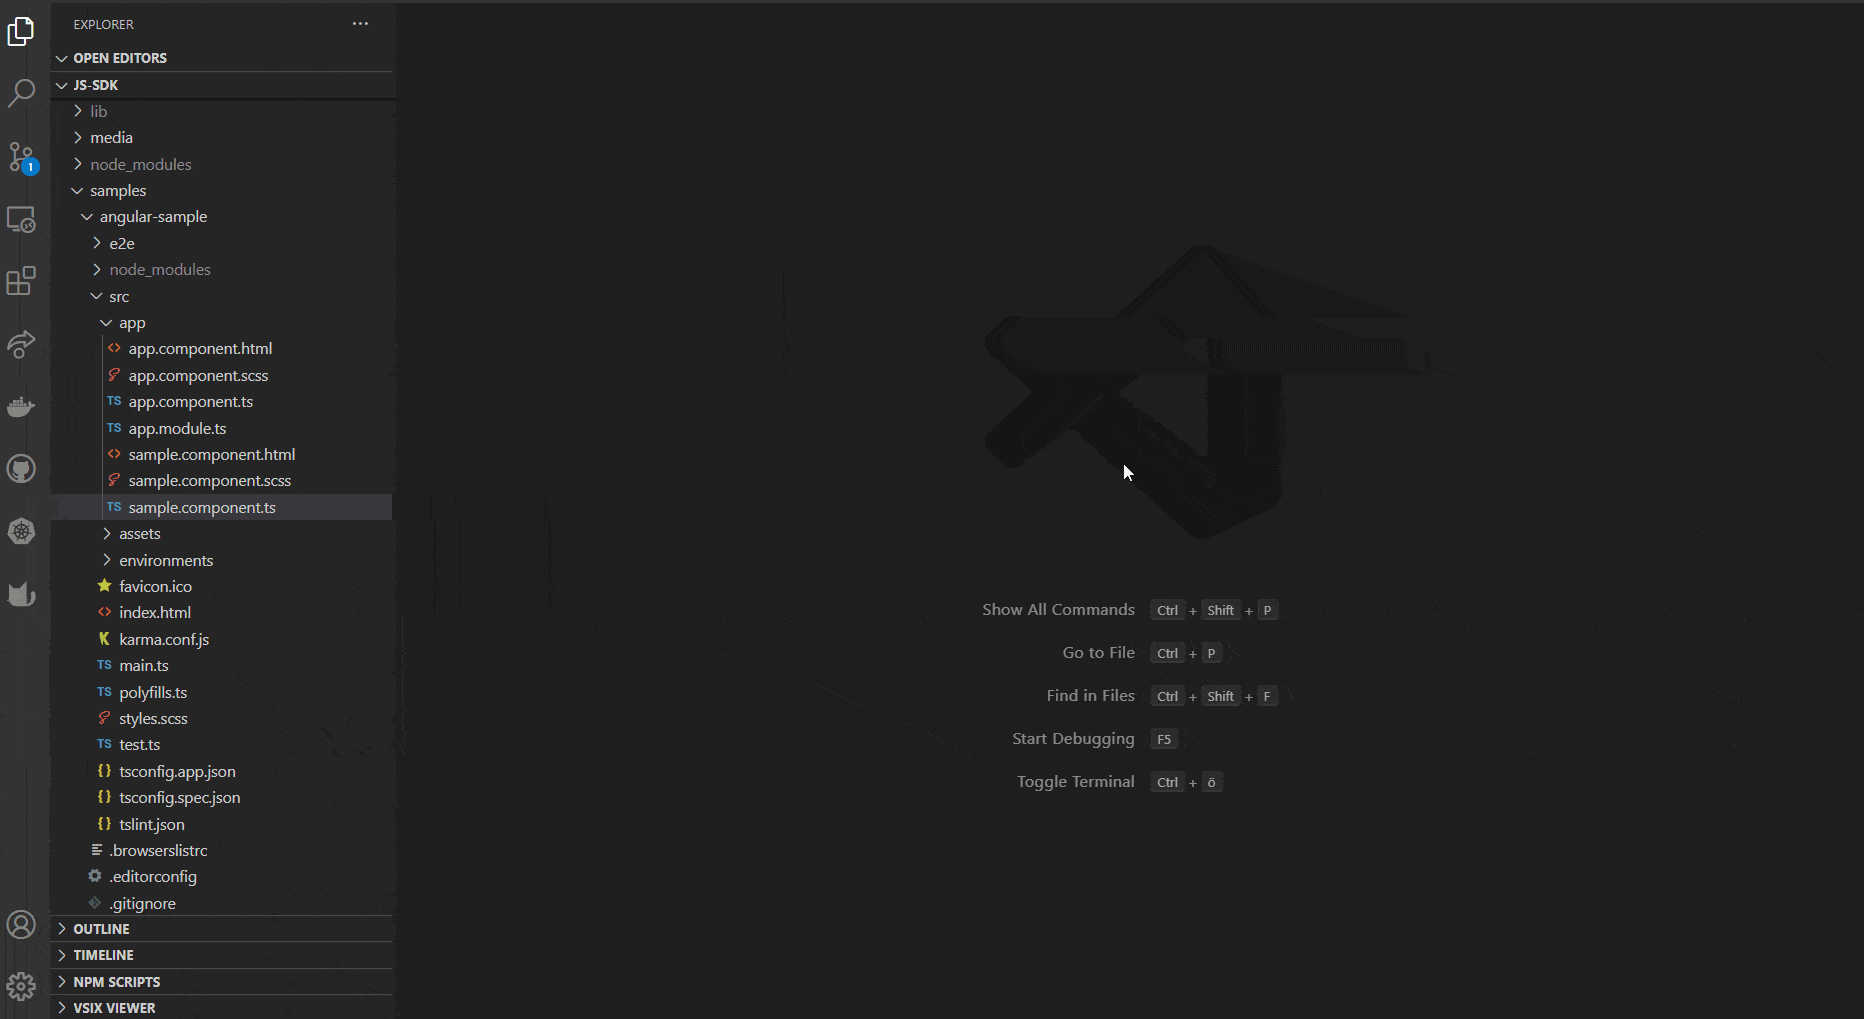 EXPLORER
OPEN EDITORS
JS-SDK
lib
media
node_modules
samples
angular-sample
e2e
node_modules
src
app
<> app.component.html
app.component.scss
TS app.component.ts
TS app.module.ts
<> sample.component.html
sample.component.scss
TS sample.component.ts
assets
environments
favicon.ico
<> index.html
K karma.conf.js
TS main.ts
TS polyfills.ts
styles.scss
TS test.ts
{} tsconfig.app.json
{} tsconfig.spec.json
{} tslint.json
.browserslistrc
.editorconfig
.gitignore
OUTLINE
TIMELINE
NPM SCRIPTS
VSIX VIEWER
1
Show All Commands Ctrl + Shift + P
Go to File Ctrl + P
Find in Files Ctrl + Shift + F
Start Debugging F5
Toggle Terminal Ctrl + ö